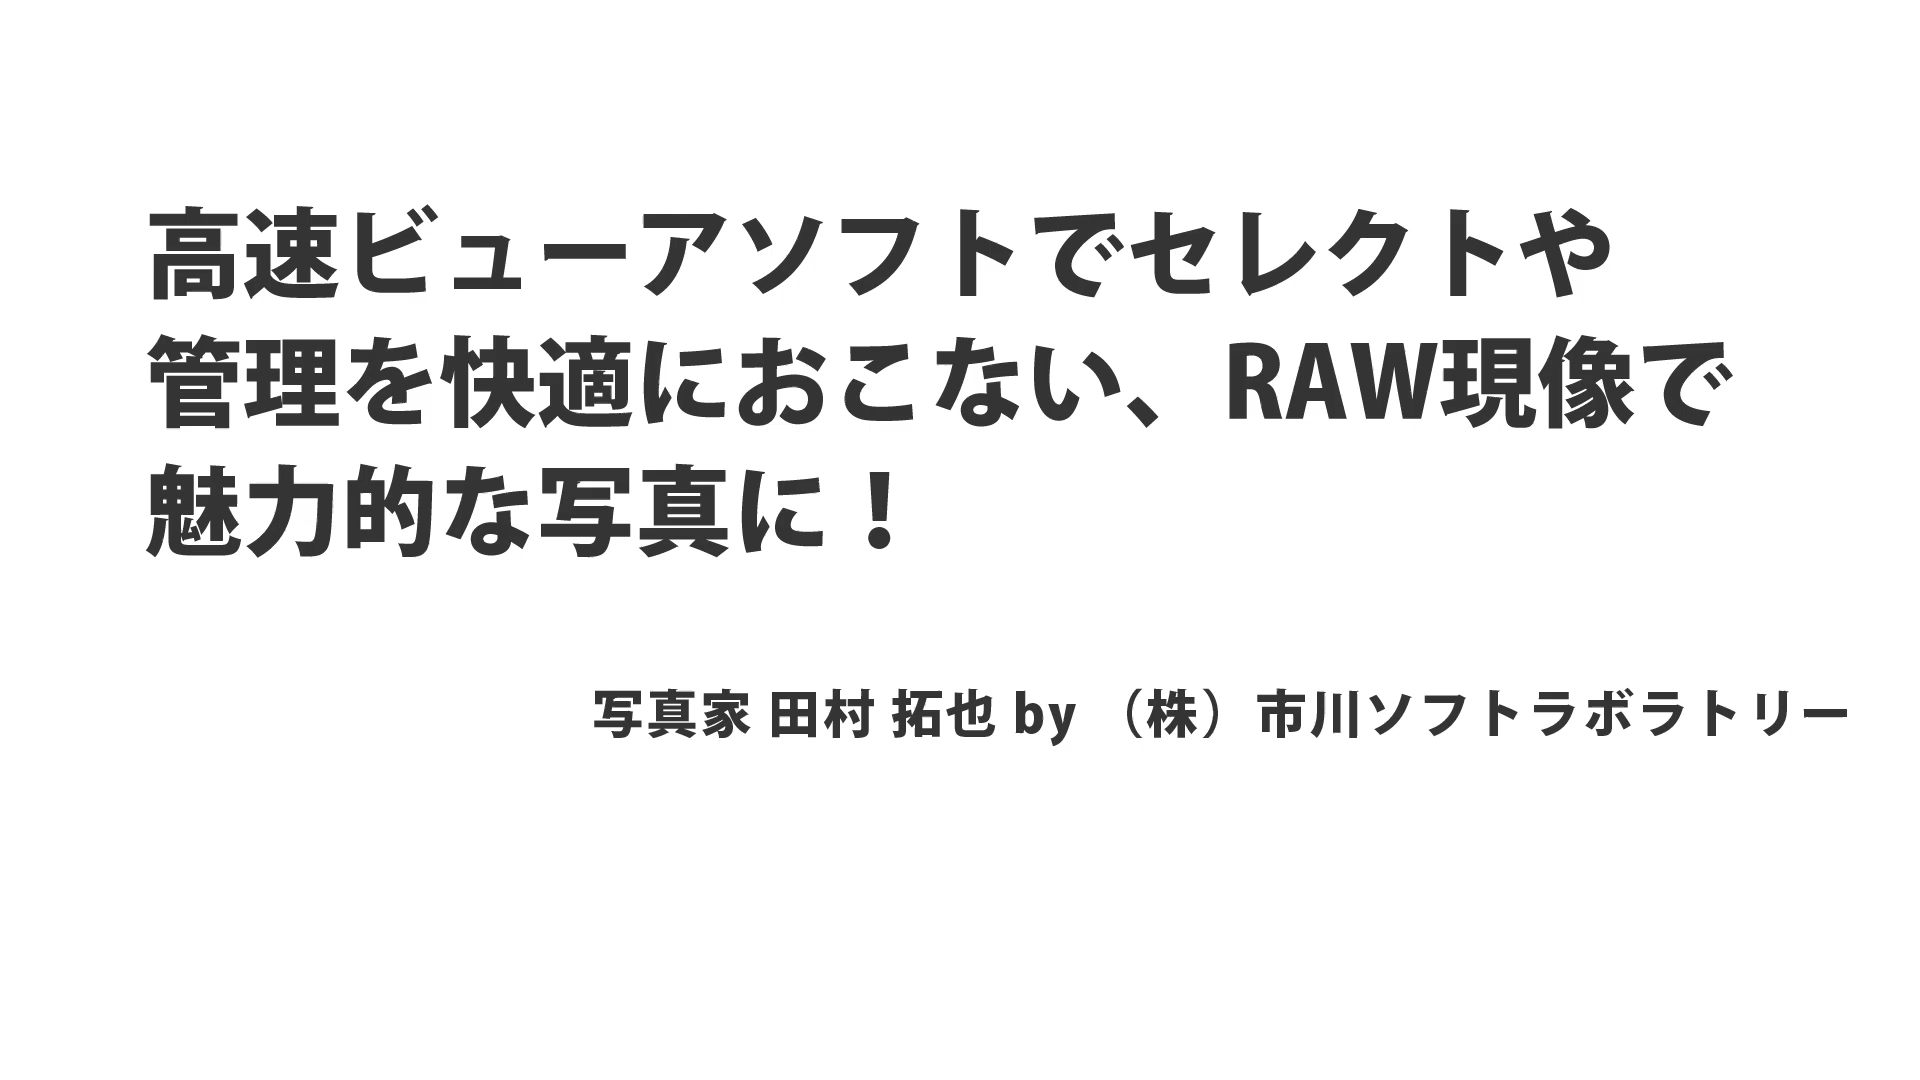 高速ビューアソフトでセレクトや
管理を快適におこない、RAW現像で
魅力的な写真に！
写真家 田村 拓也 by （株）市川ソフトラボラトリー